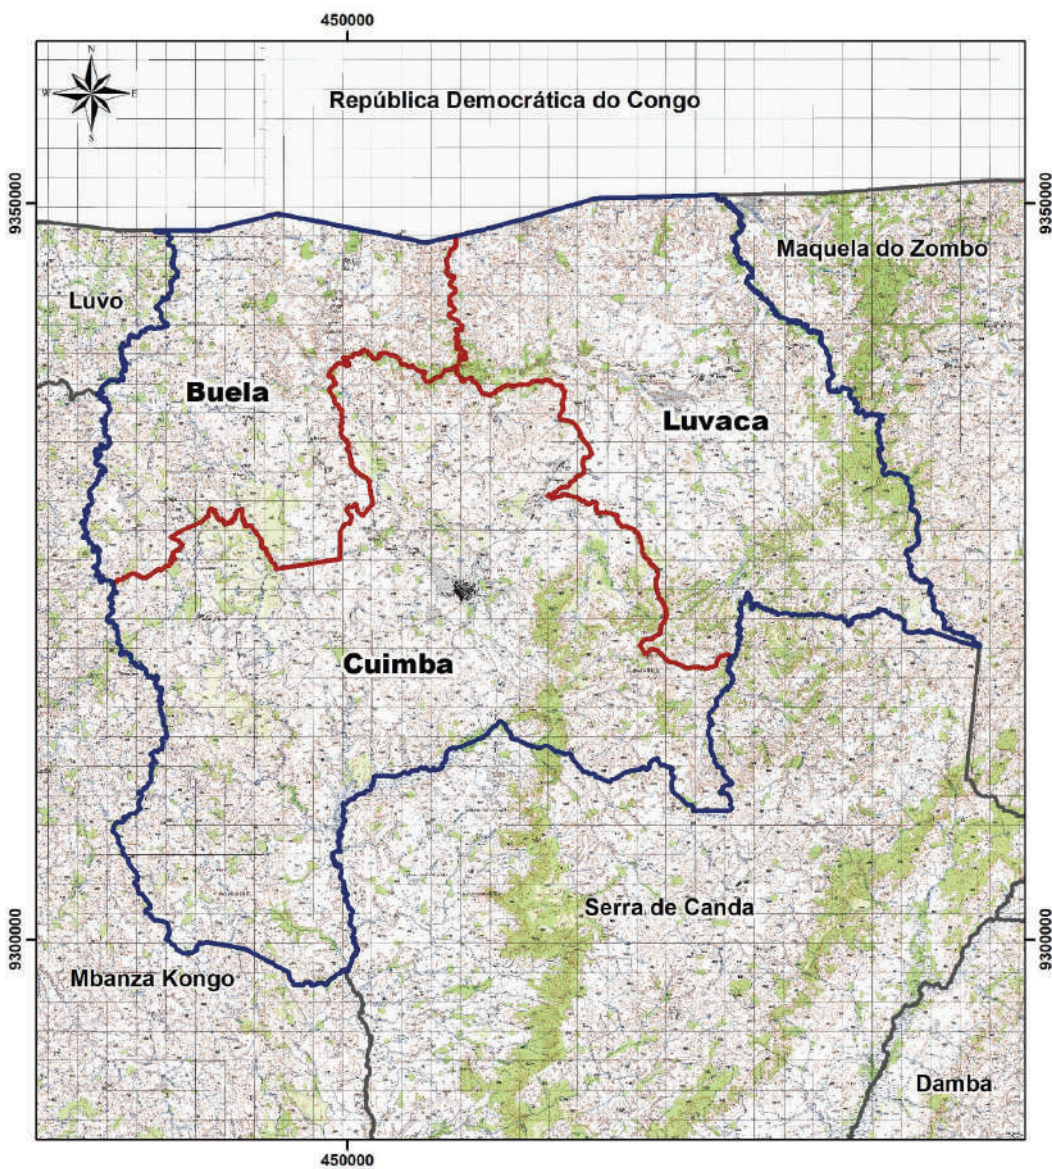 450000
N
W
E
S
República Democrática do Congo
9350000
9350000
Maquela do Zombo
Luvo
Buela
Luvaca
Cuimba
Serra de Canda
9300000
9300000
Mbanza Kongo
Damba
450000